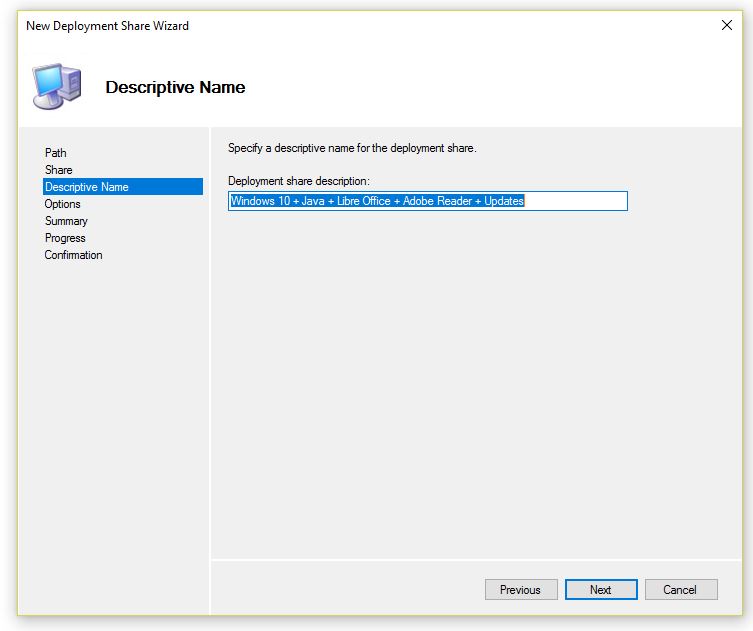 New Deployment Share Wizard
Descriptive Name
Path
Share
Descriptive Name
Options
Summary
Progress
Confirmation
Specify a descriptive name for the deployment share.
Deployment share description:
Windows 10 + Java + Libre Office + Adobe Reader + Updates
Previous
Next
Cancel